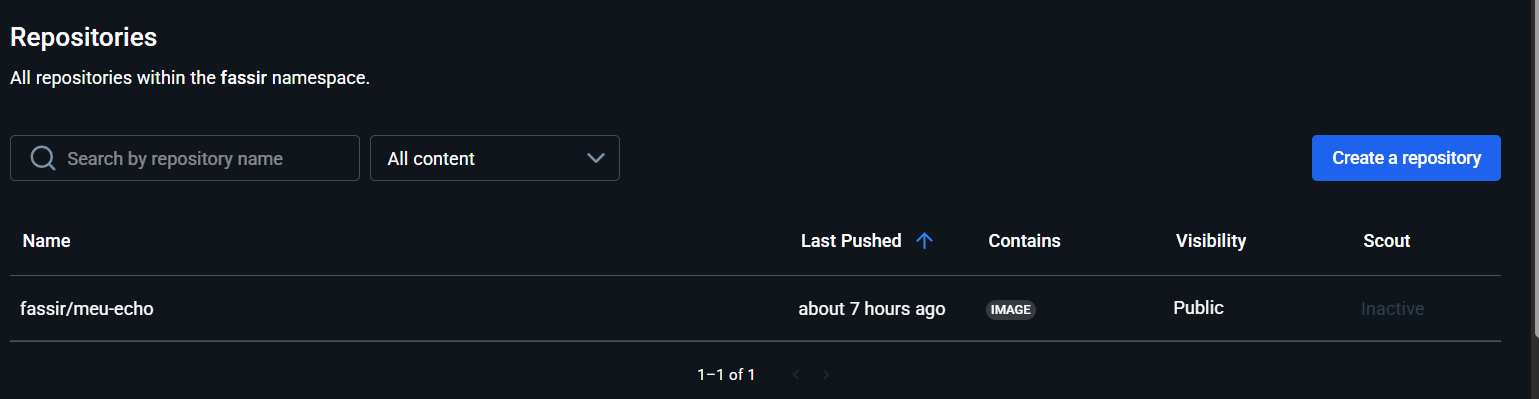 Repositories
All repositories within the fassir namespace.
Search by repository name
All content
Create a repository
Name Last Pushed Contains Visibility Scout
fassir/meu-echo about 7 hours ago IMAGE Public Inactive
1–1 of 1